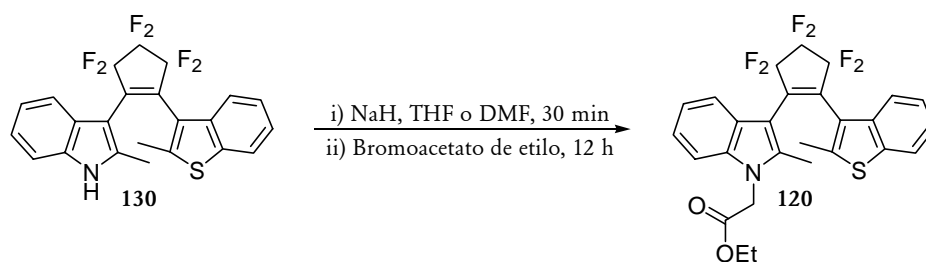 F2
F2 F2
N
H
S
130
i) NaH, THF o DMF, 30 min
ii) Bromoacetato de etilo, 12 h
F2
F2 F2
N
S
120
O
OEt